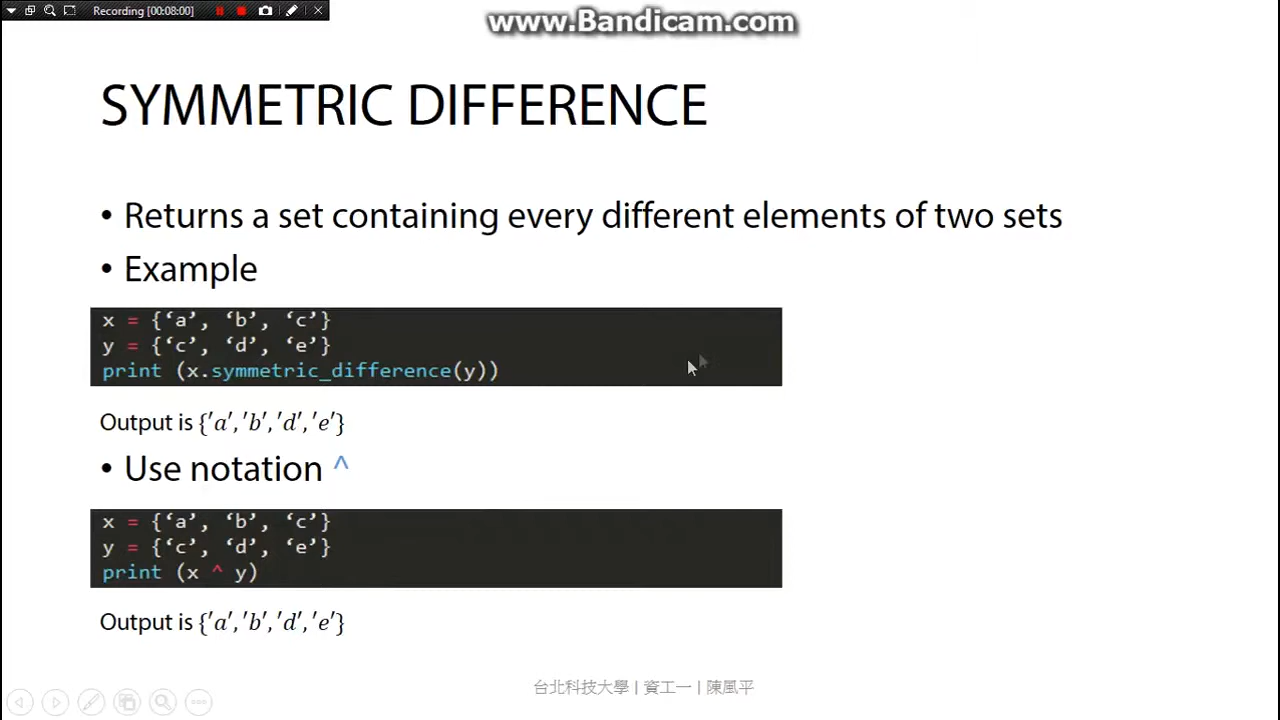 Recording [00:08:00]
www.Bandicam.com
SYMMETRIC DIFFERENCE
• Returns a set containing every different elements of two sets
• Example
x = {‘a’, ‘b’, ‘c’}
y = {‘c’, ‘d’, ‘e’}
print (x.symmetric_difference(y))
Output is {′a′,′b′,′d′,′e′}
• Use notation ^
x = {‘a’, ‘b’, ‘c’}
y = {‘c’, ‘d’, ‘e’}
print (x ^ y)
Output is {′a′,′b′,′d′,′e′}
台北科技大學 | 資工一 | 陳風平